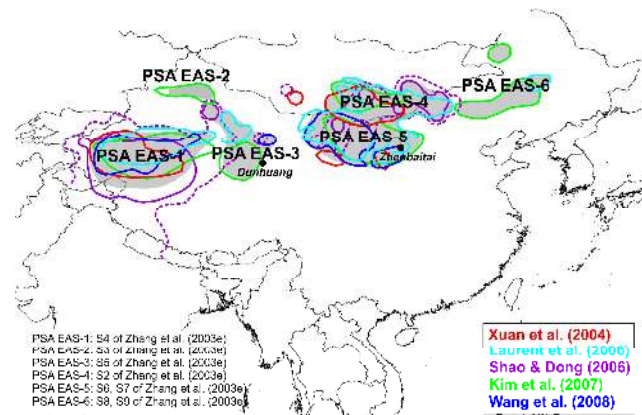 PSA EAS-2
PSA EAS-4
PSA EAS-6
PSA EAS-1
PSA EAS-3
PSA EAS-5
Zhenbaitai
Dunhuang
PSA EAS-1: S4 of Zhang et al. (2003e)
PSA EAS-2: S3 of Zhang et al. (2003e)
PSA EAS-3: S5 of Zhang et al. (2003e)
PSA EAS-4: S2 of Zhang et al. (2003e)
PSA EAS-5: S6, S7 of Zhang et al. (2003e)
PSA EAS-6: S8, S9 of Zhang et al. (2003e)
Xuan et al. (2004)
Laurent et al. (2006)
Shao & Dong (2006)
Kim et al. (2007)
Wang et al. (2008)